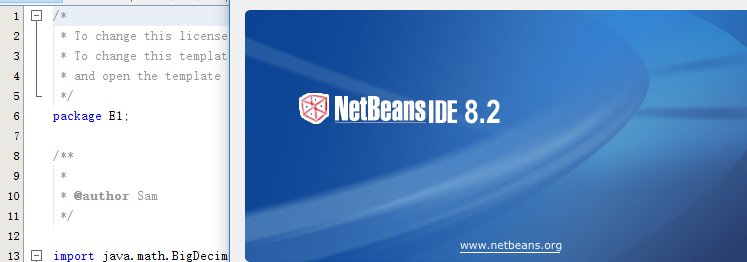 1 /*
2 * To change this license
3 * To change this templat
4 * and open the template
5 */
6 package E1;
7
8 /**
9 *
10 * @author Sam
11 */
12
13 import java.math.BigDecim
NetBeans IDE 8.2
www.netbeans.org